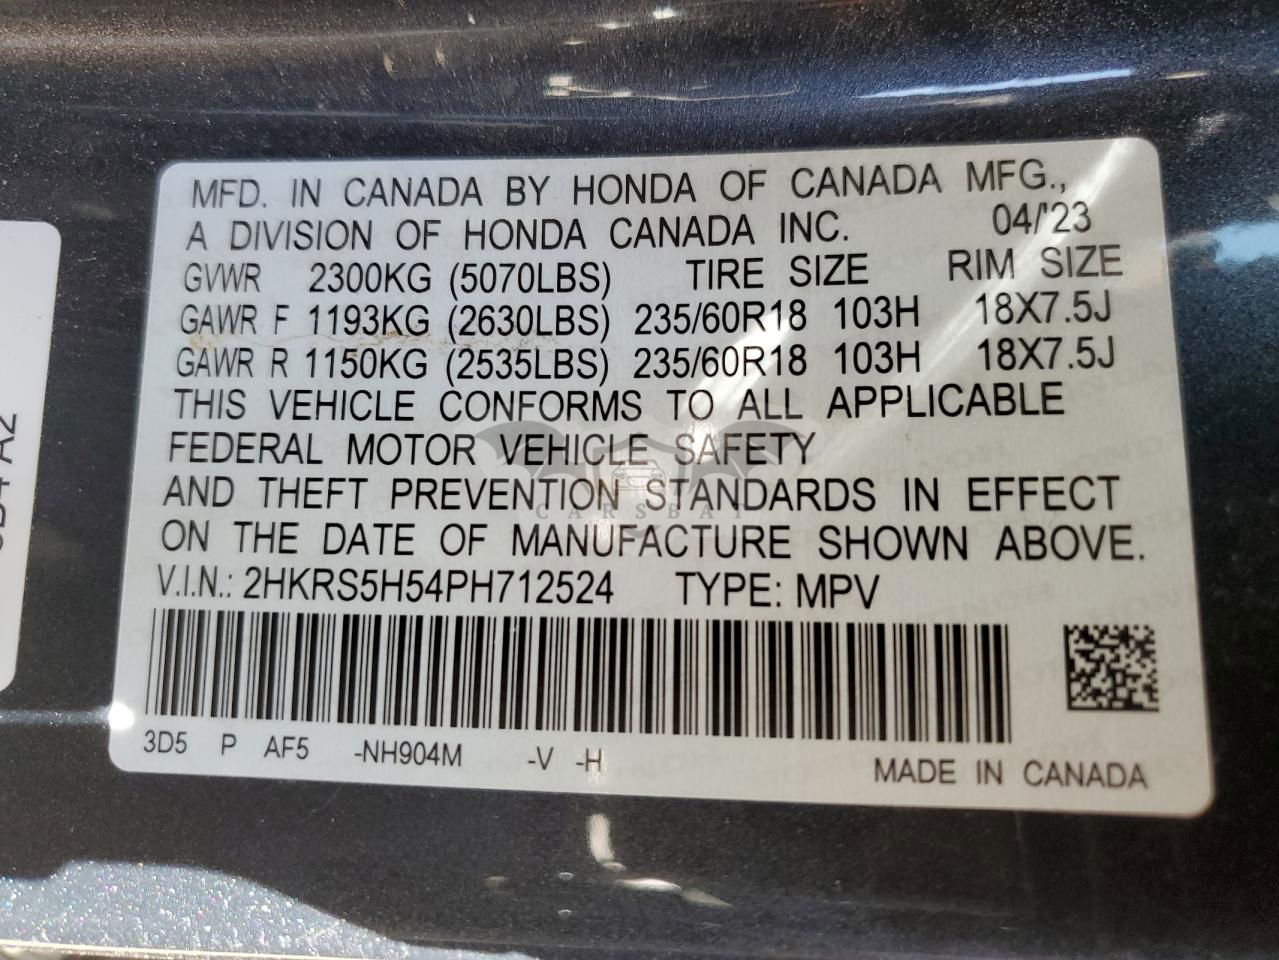 MFD. IN CANADA BY HONDA OF CANADA MFG.,
A DIVISION OF HONDA CANADA INC. 04/'23
GVWR 2300KG (5070LBS) TIRE SIZE RIM SIZE
GAWR F 1193KG (2630LBS) 235/60R18 103H 18X7.5J
GAWR R 1150KG (2535LBS) 235/60R18 103H 18X7.5J
THIS VEHICLE CONFORMS TO ALL APPLICABLE
FEDERAL MOTOR VEHICLE SAFETY
AND THEFT PREVENTION STANDARDS IN EFFECT
CARSBAT
ON THE DATE OF MANUFACTURE SHOWN ABOVE.
V.I.N.: 2HKRS5H54PH712524 TYPE: MPV
3D5 P AF5 -NH904M -V -H
MADE IN CANADA